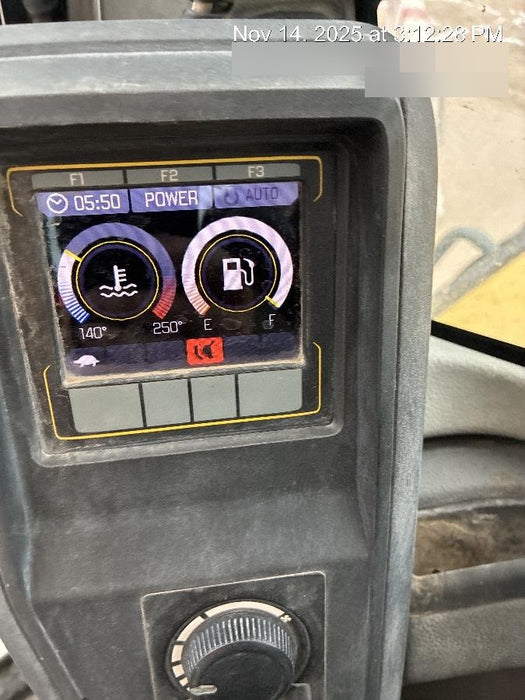 Nov 14, 2025 at 3:12:28 PM
F1 F2 F3
05:50 POWER AUTO
140° 250° E F